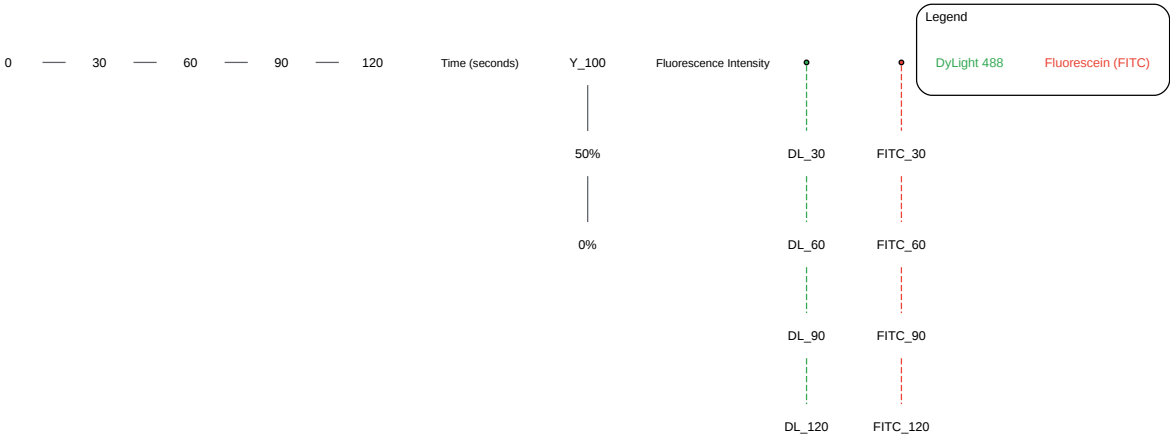 Legend
0 30 60 90 120 Time (seconds) Y_100 Fluorescence Intensity DyLight 488 Fluorescein (FITC)
50% DL_30 FITC_30
0% DL_60 FITC_60
DL_90 FITC_90
DL_120 FITC_120